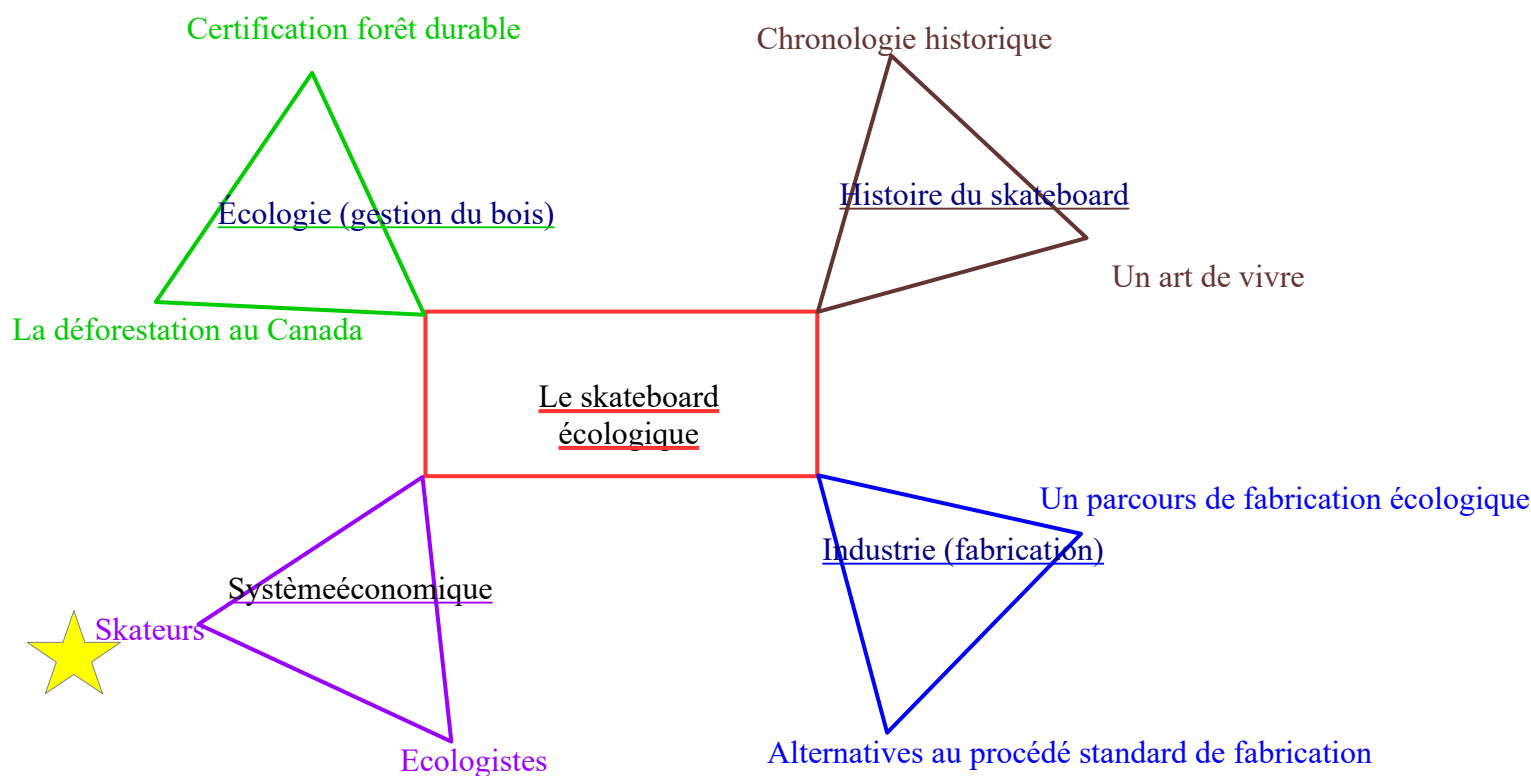 Certification forêt durable
Chronologie historique
Ecologie (gestion du bois)
Histoire du skateboard
Un art de vivre
La déforestation au Canada
Le skateboard
écologique
Un parcours de fabrication écologique
Industrie (fabrication)
Systèmeéconomique
Skateurs
Ecologistes
Alternatives au procédé standard de fabrication